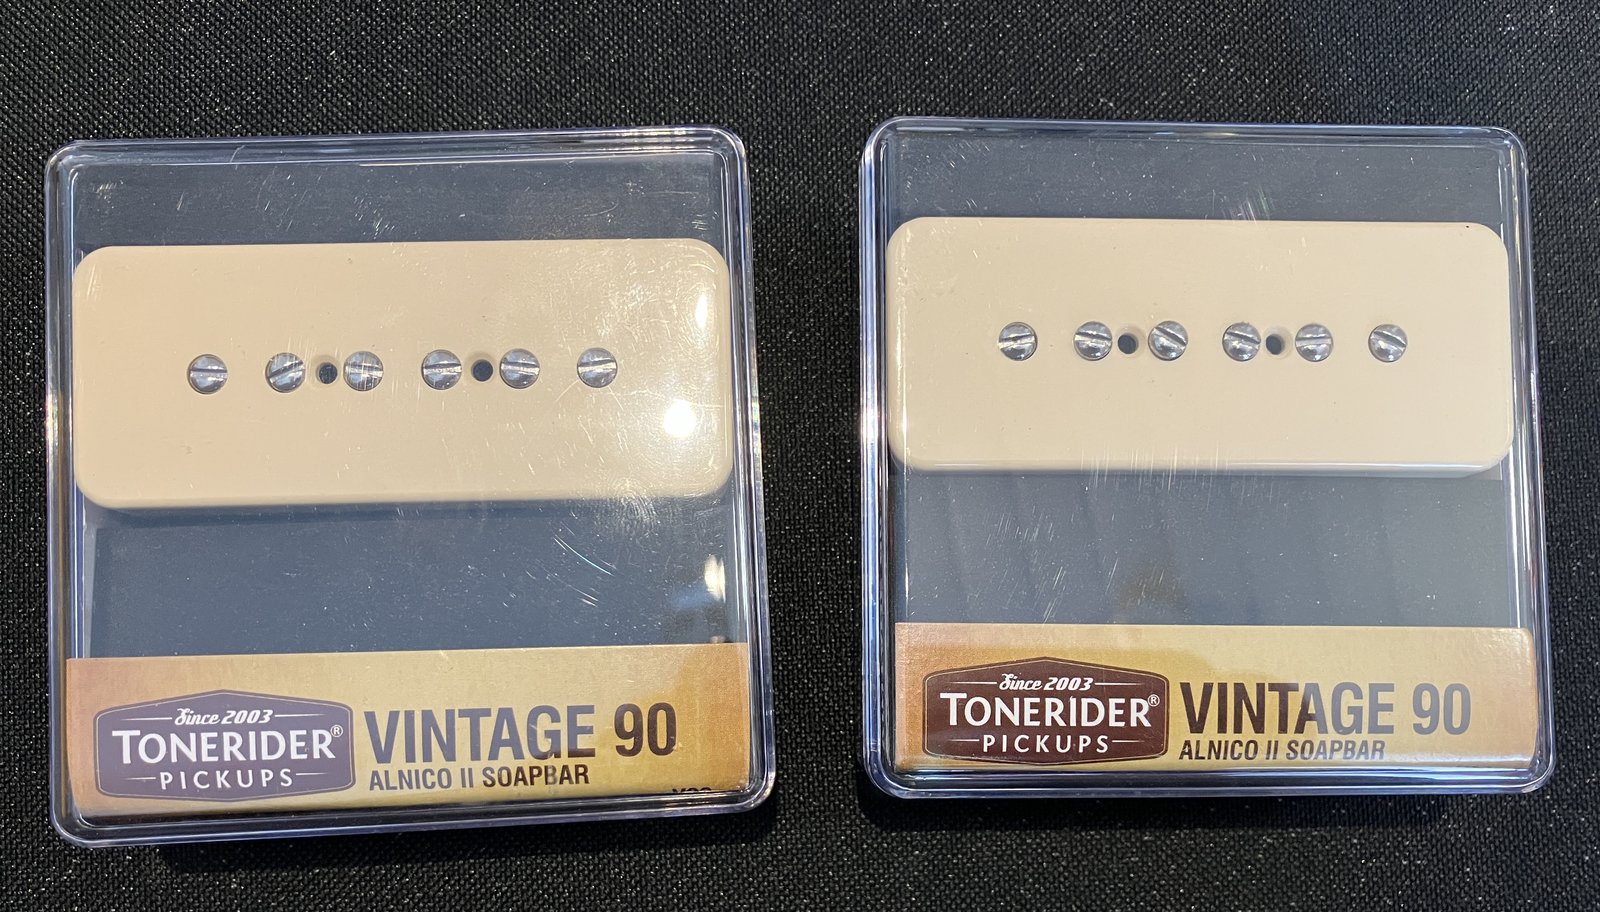 Since 2003
TONERIDER®
PICKUPS
VINTAGE 90
ALNICO II SOAPBAR
Since 2003
TONERIDER®
PICKUPS
VINTAGE 90
ALNICO II SOAPBAR